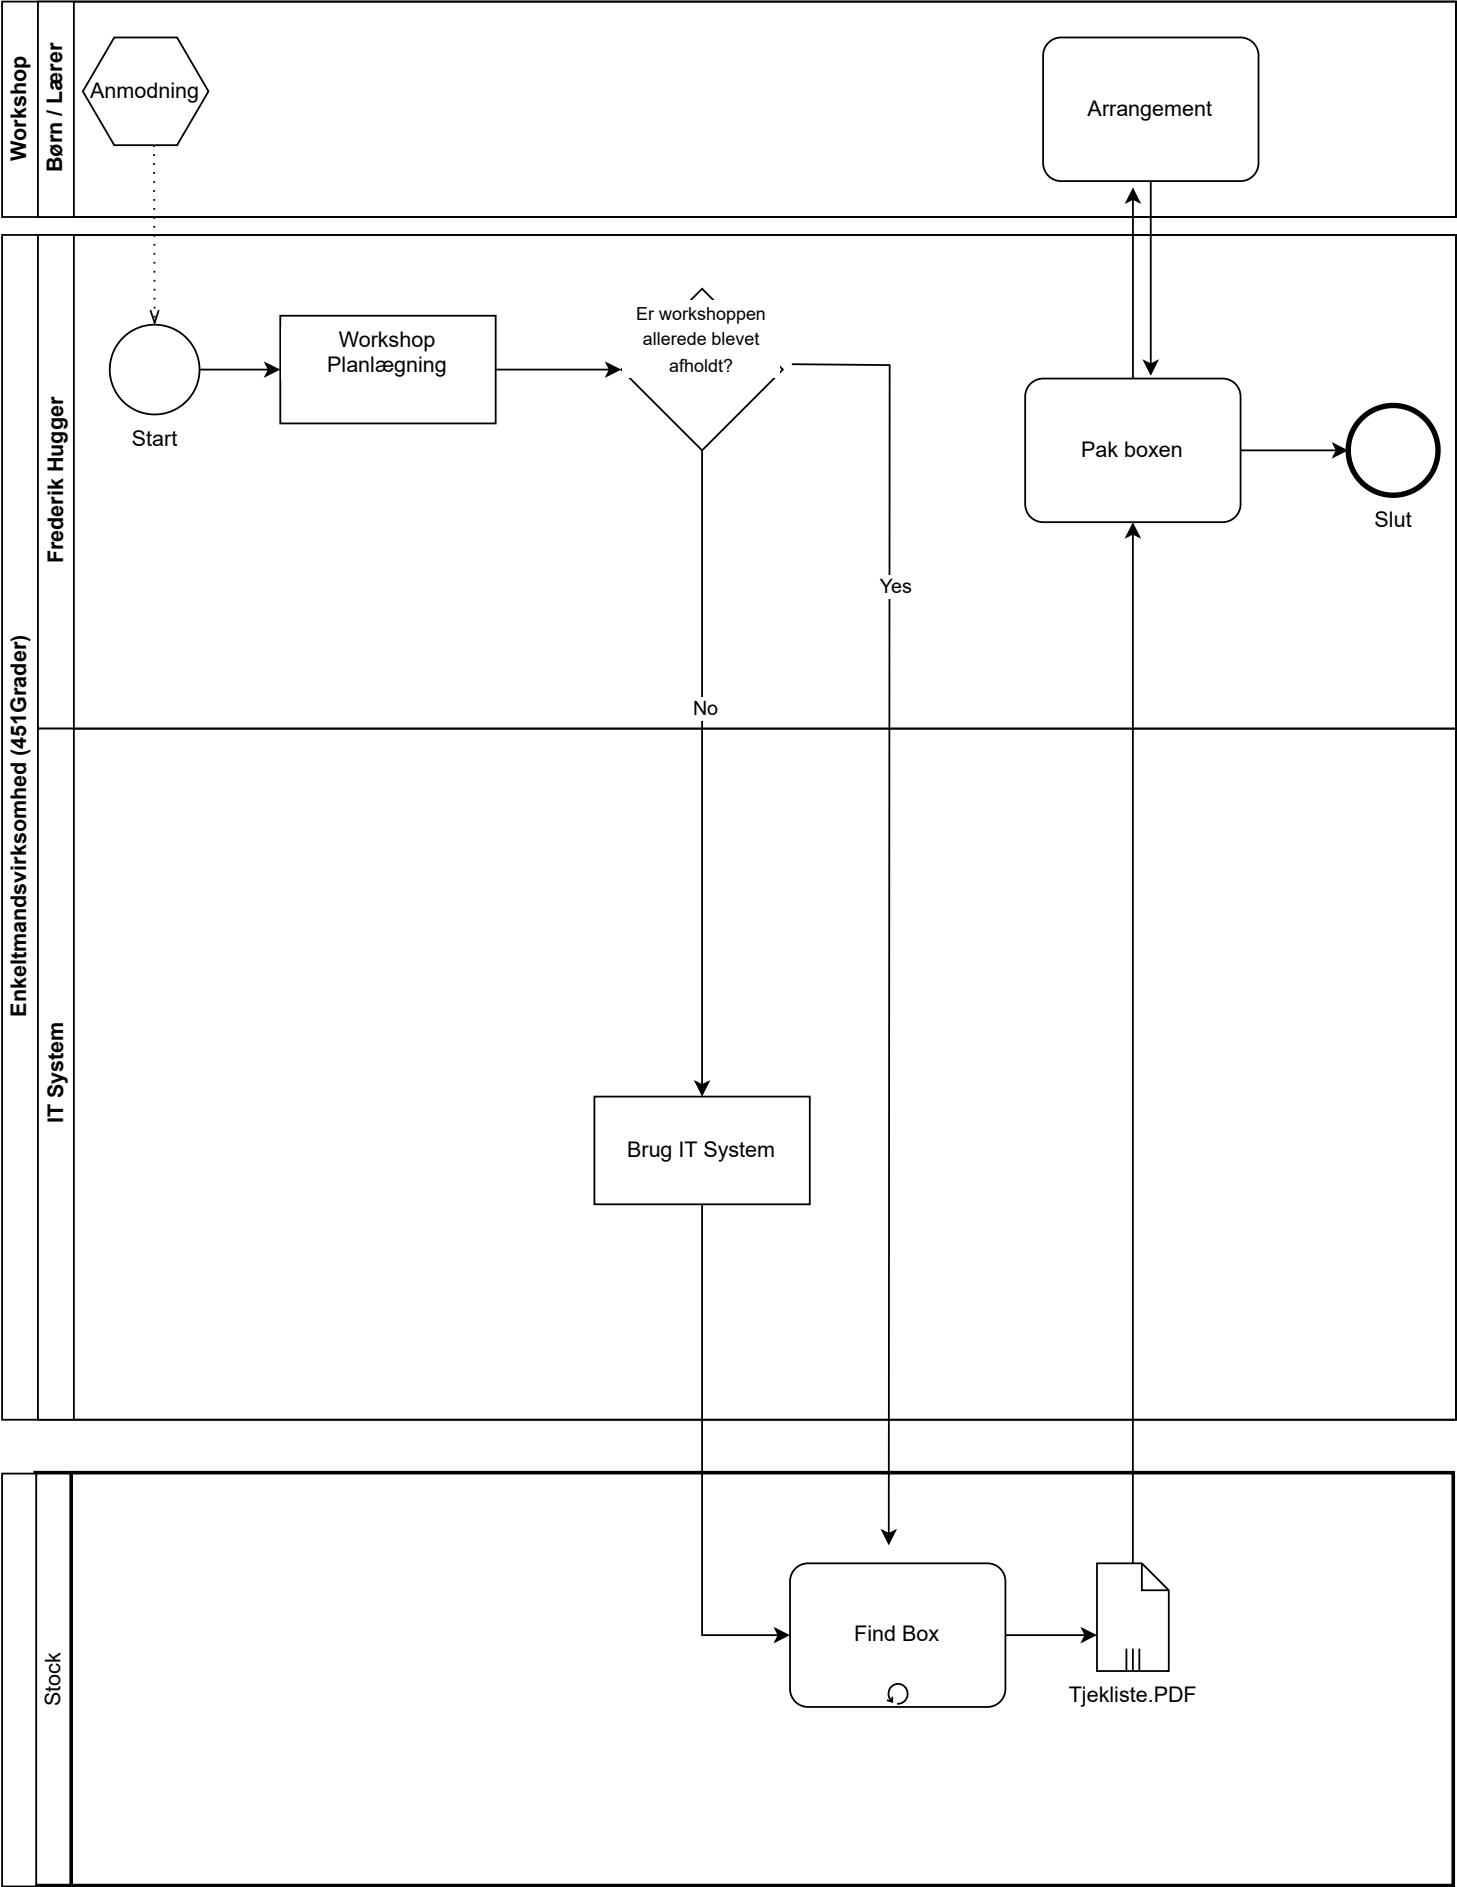 Workshop
Børn / Lærer
Anmodning
Arrangement
Enkeltmandsvirksomhed (451Grader)
Frederik Hugger
Start
Workshop
Planlægning
Er workshoppen
allerede blevet
afholdt?
Yes
No
Pak boxen
Slut
IT System
Brug IT System
Stock
Find Box
Tjekliste.PDF